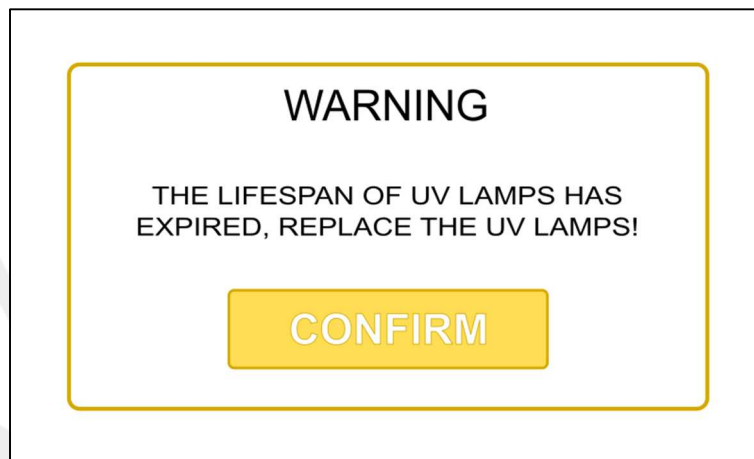 WARNING
THE LIFESPAN OF UV LAMPS HAS
EXPIRED, REPLACE THE UV LAMPS!
CONFIRM